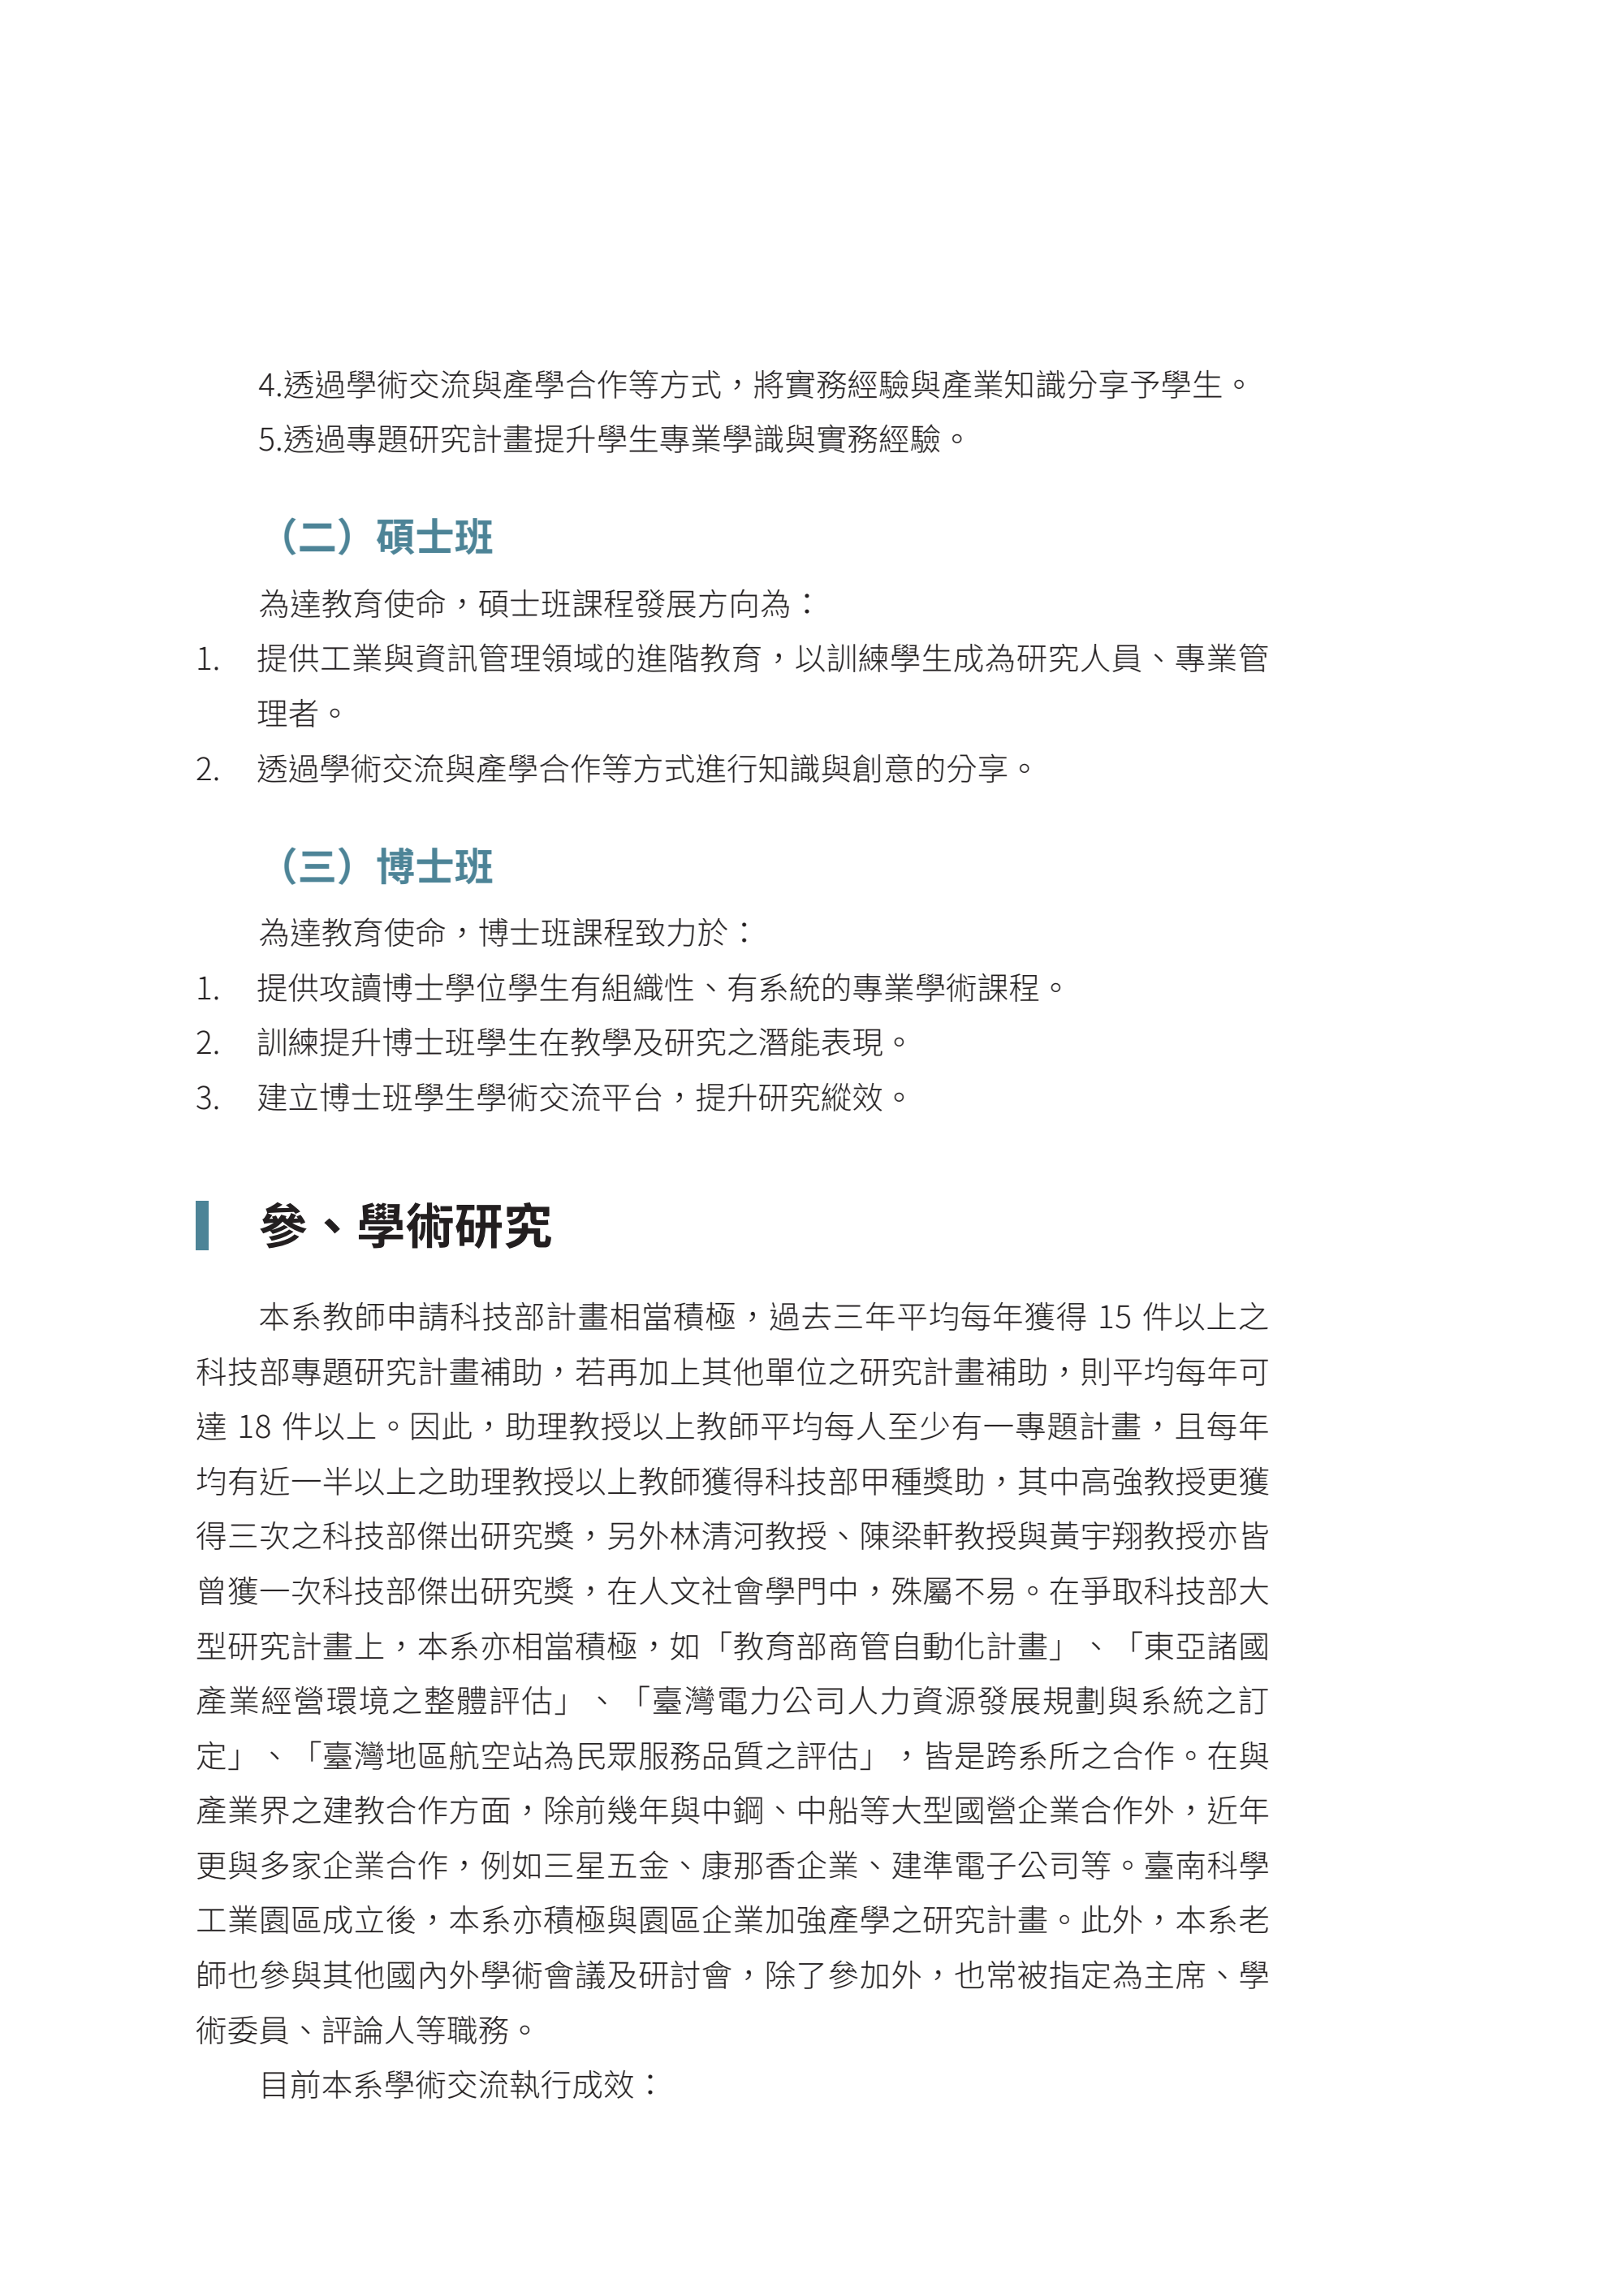 4.透過學術交流與產學合作等方式，將實務經驗與產業知識分享予學生。
5.透過專題研究計畫提升學生專業學識與實務經驗。
（二）碩士班
為達教育使命，碩士班課程發展方向為：
1. 提供工業與資訊管理領域的進階教育，以訓練學生成為研究人員、專業管
理者。
2. 透過學術交流與產學合作等方式進行知識與創意的分享。
（三）博士班
為達教育使命，博士班課程致力於：
1. 提供攻讀博士學位學生有組織性、有系統的專業學術課程。
2. 訓練提升博士班學生在教學及研究之潛能表現。
3. 建立博士班學生學術交流平台，提升研究縱效。
參、學術研究
本系教師申請科技部計畫相當積極，過去三年平均每年獲得 15 件以上之
科技部專題研究計畫補助，若再加上其他單位之研究計畫補助，則平均每年可
達 18 件以上。因此，助理教授以上教師平均每人至少有一專題計畫，且每年
均有近一半以上之助理教授以上教師獲得科技部甲種獎助，其中高強教授更獲
得三次之科技部傑出研究獎，另外林清河教授、陳梁軒教授與黃宇翔教授亦皆
曾獲一次科技部傑出研究獎，在人文社會學門中，殊屬不易。在爭取科技部大
型研究計畫上，本系亦相當積極，如「教育部商管自動化計畫」、「東亞諸國
產業經營環境之整體評估」、「臺灣電力公司人力資源發展規劃與系統之訂
定」、「臺灣地區航空站為民眾服務品質之評估」，皆是跨系所之合作。在與
產業界之建教合作方面，除前幾年與中鋼、中船等大型國營企業合作外，近年
更與多家企業合作，例如三星五金、康那香企業、建準電子公司等。臺南科學
工業園區成立後，本系亦積極與園區企業加強產學之研究計畫。此外，本系老
師也參與其他國內外學術會議及研討會，除了參加外，也常被指定為主席、學
術委員、評論人等職務。
目前本系學術交流執行成效：